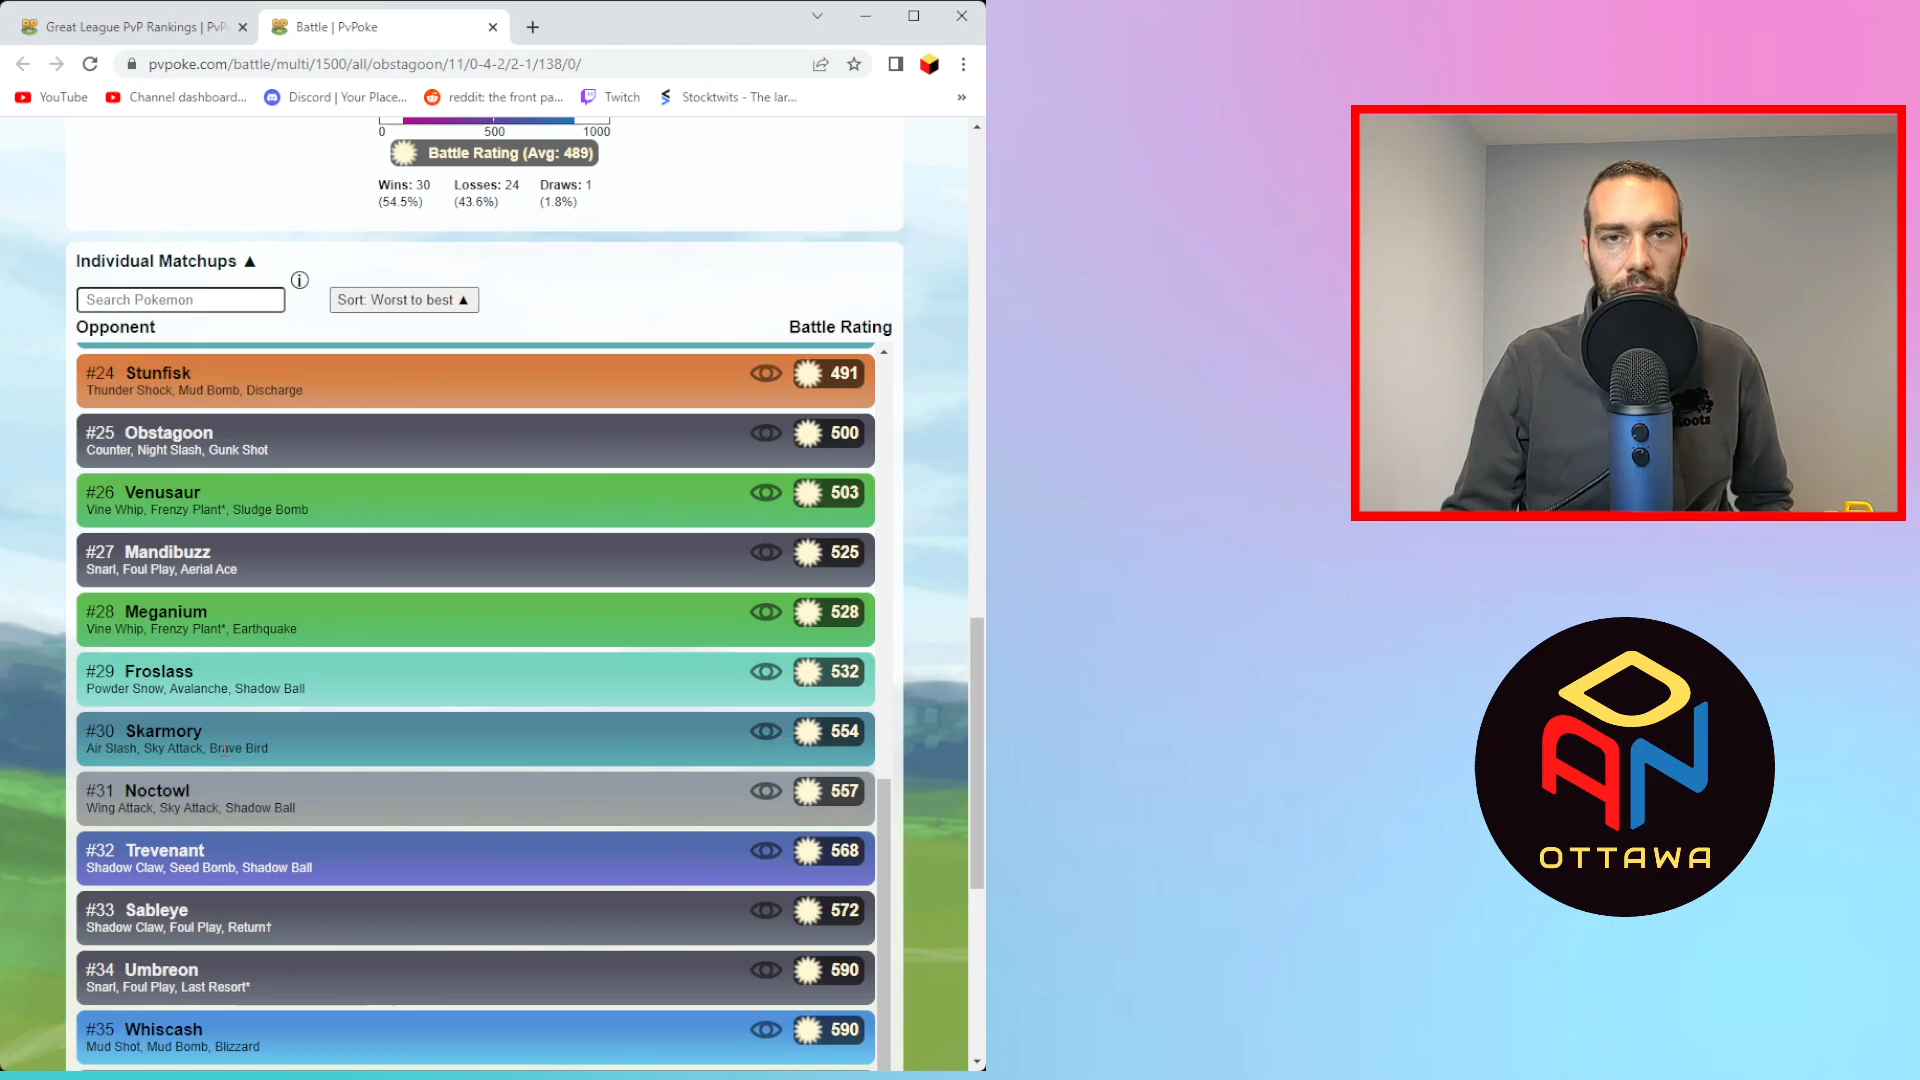 Great League PvP Rankings | PvP
Battle | PvPoke
pvpoke.com/battle/multi/1500/all/obstagoon/11/0-4-2/2-1/138/0/
YouTube
Channel dashboard...
Discord | Your Place...
reddit: the front pa...
Twitch
Stocktwits - The lar...
»
0 500 1000
Battle Rating (Avg: 489)
Wins: 30 Losses: 24 Draws: 1
(54.5%) (43.6%) (1.8%)
Individual Matchups ▲
Search Pokemon
Sort: Worst to best ▲
Opponent Battle Rating
#24 Stunfisk 491
Thunder Shock, Mud Bomb, Discharge
#25 Obstagoon 500
Counter, Night Slash, Gunk Shot
#26 Venusaur 503
Vine Whip, Frenzy Plant*, Sludge Bomb
#27 Mandibuzz 525
Snarl, Foul Play, Aerial Ace
#28 Meganium 528
Vine Whip, Frenzy Plant*, Earthquake
#29 Froslass 532
Powder Snow, Avalanche, Shadow Ball
#30 Skarmory 554
Air Slash, Sky Attack, Brave Bird
#31 Noctowl 557
Wing Attack, Sky Attack, Shadow Ball
#32 Trevenant 568
Shadow Claw, Seed Bomb, Shadow Ball
#33 Sableye 572
Shadow Claw, Foul Play, Return†
#34 Umbreon 590
Snarl, Foul Play, Last Resort*
#35 Whiscash 590
Mud Shot, Mud Bomb, Blizzard
DAN
OTTAWA